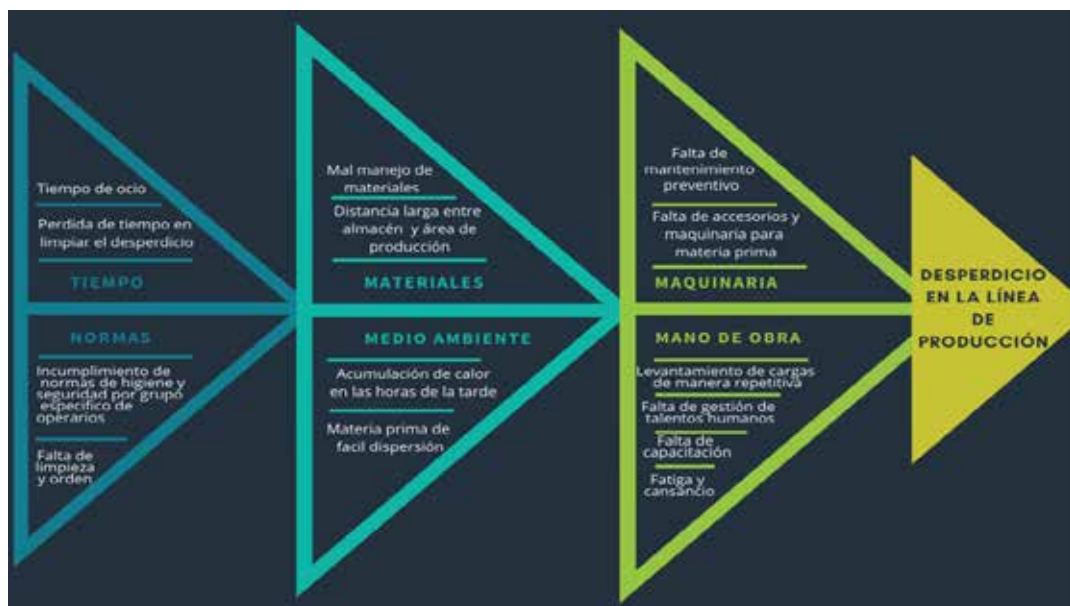 Tiempo de ocio
Perdida de tiempo en
limpiar el desperdicio
TIEMPO
NORMAS
Incumplimiento de
normas de higiene y
seguridad por grupo
especifico de
operarios
Falta de
limpieza
y orden
Mal manejo de
materiales
Distancia larga entre
almacén y área de
producción
MATERIALES
MEDIO AMBIENTE
Acumulación de calor
en las horas de la tarde
Materia prima de
facil dispersión
Falta de
mantenimiento
preventivo
Falta de accesorios y
maquinaria para
materia prima
MAQUINARIA
MANO DE OBRA
Levantamiento de cargas
de manera repetitiva
Falta de gestión de
talentos humanos
Falta de
capacitación
Fatiga y
cansancio
DESPERDICIO
EN LA LÍNEA
DE
PRODUCCIÓN